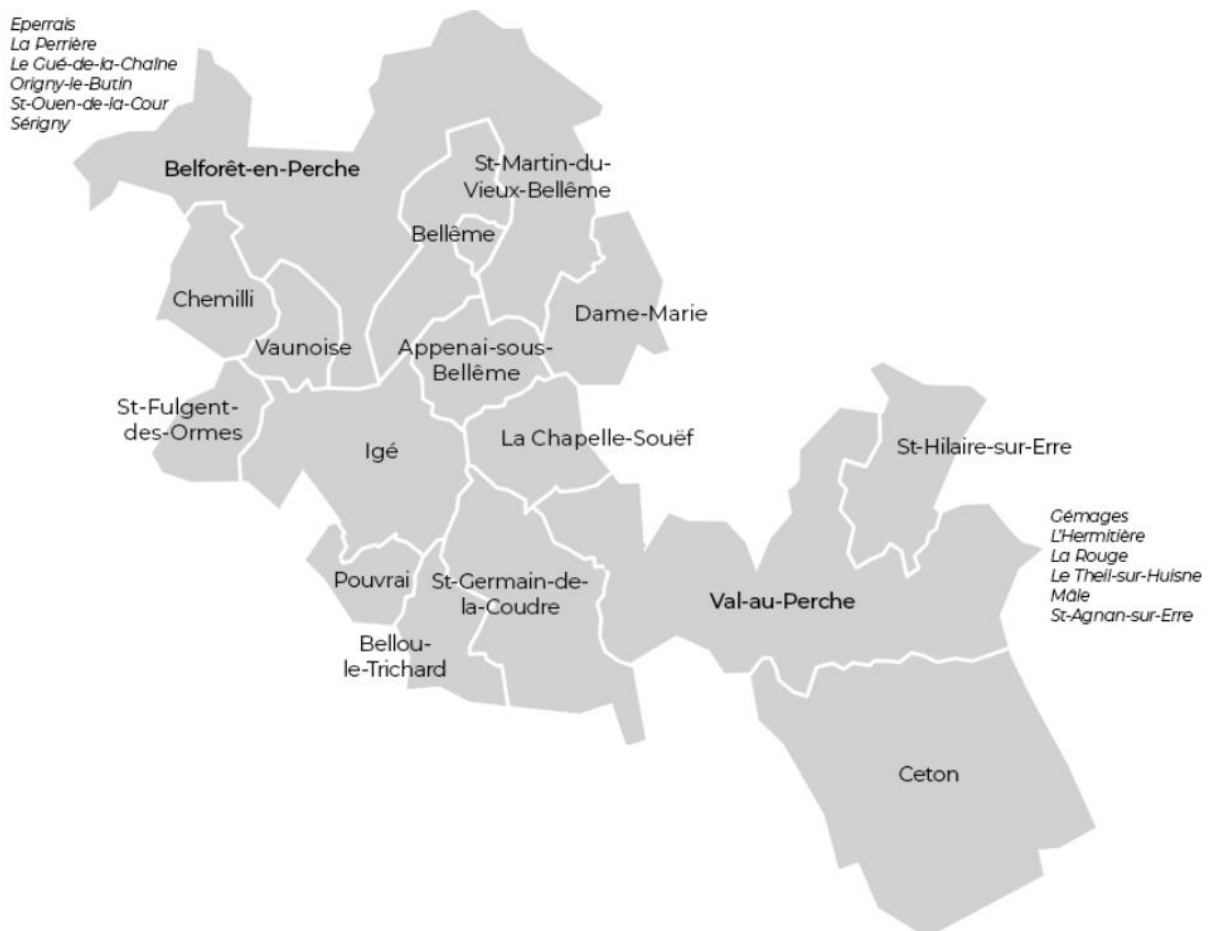 Eperrais
La Perrière
Le Gué-de-la-Chaîne
Origny-le-Butin
St-Ouen-de-la-Cour
Sérigny
Belforêt-en-Perche
St-Martin-du-
Vieux-Bellême
Bellême
Chemilli
Dame-Marie
Vaunoise
Appenai-sous-
Bellême
St-Fulgent-
des-Ormes
Igé
La Chapelle-Souëf
St-Hilaire-sur-Erre
Gémages
L'Hermitière
La Rouge
Le Theil-sur-Huisne
Mâle
St-Agnan-sur-Erre
Pouvrai
St-Germain-de-
la-Coudre
Val-au-Perche
Bellou-
le-Trichard
Ceton